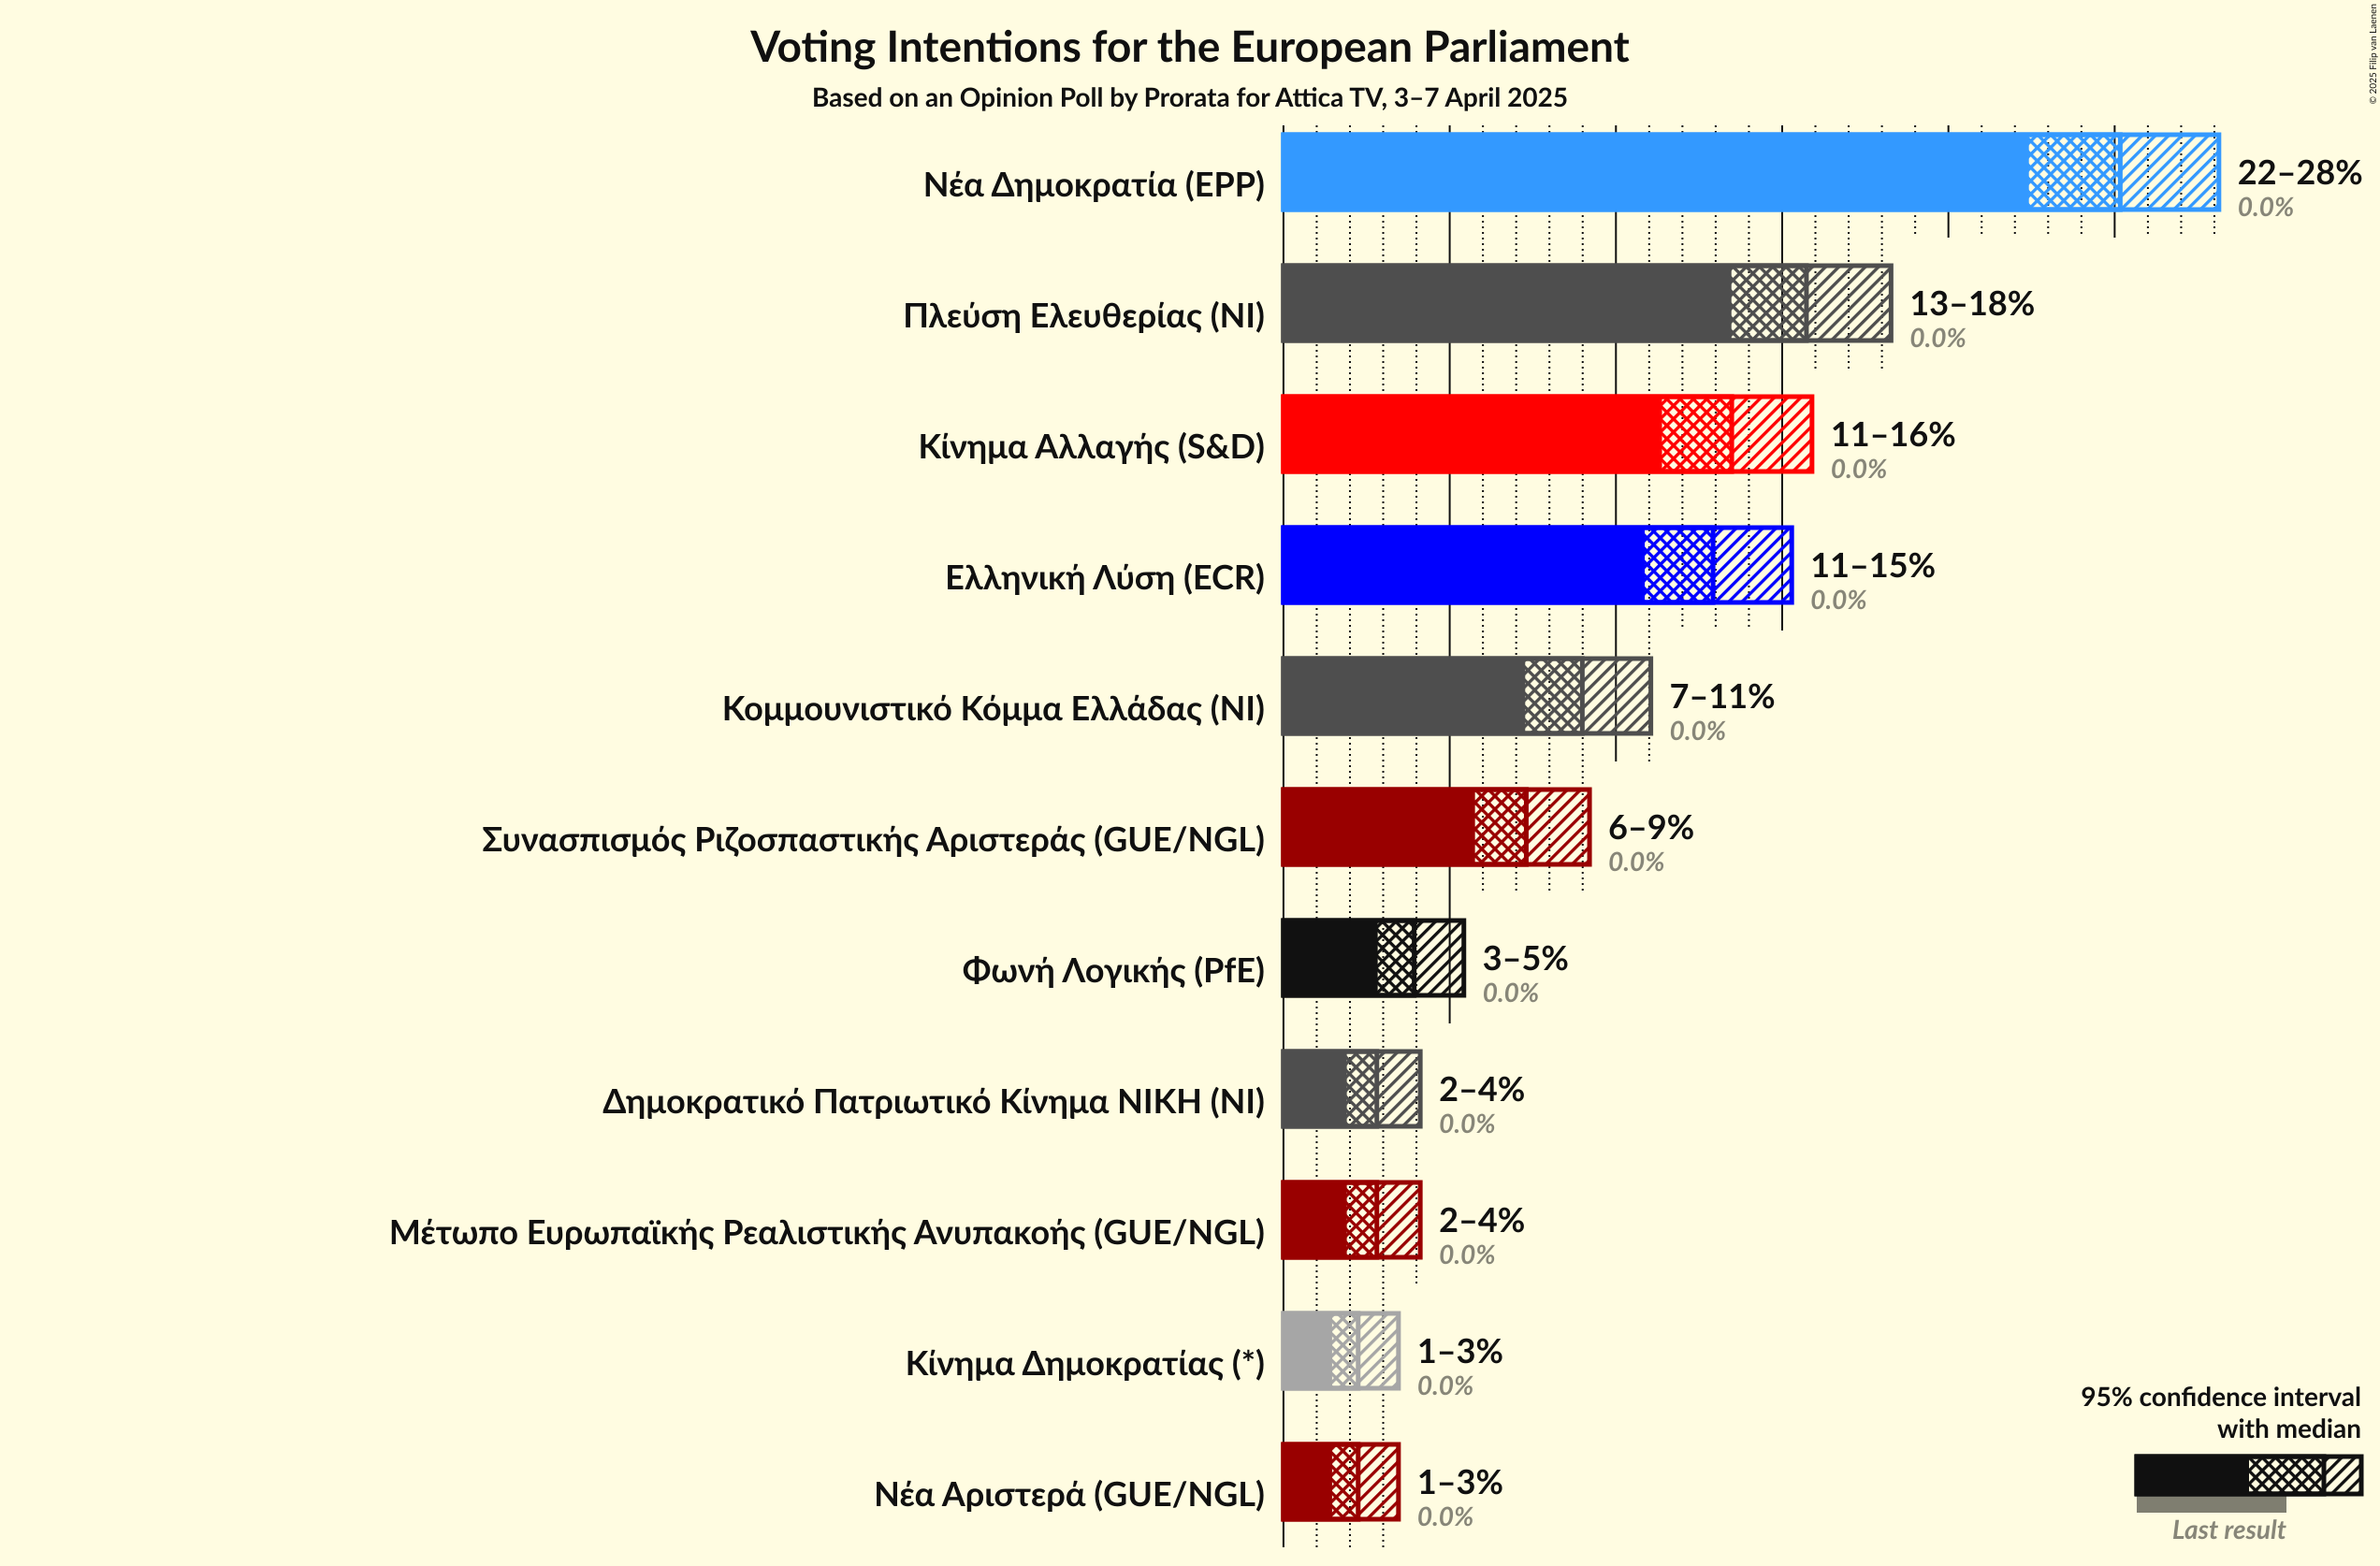 Voting Intentions for the European Parliament
Based on an Opinion Poll by Prorata for Attica TV, 3–7 April 2025
© 2025 Filip van Laenen
Νέα Δημοκρατία (EPP)
22–28%
0.0%
Πλεύση Ελευθερίας (NI)
13–18%
0.0%
Κίνημα Αλλαγής (S&D)
11–16%
0.0%
Ελληνική Λύση (ECR)
11–15%
0.0%
Κομμουνιστικό Κόμμα Ελλάδας (NI)
7–11%
0.0%
Συνασπισμός Ριζοσπαστικής Αριστεράς (GUE/NGL)
6–9%
0.0%
Φωνή Λογικής (PfE)
3–5%
0.0%
Δημοκρατικό Πατριωτικό Κίνημα ΝΙΚΗ (NI)
2–4%
0.0%
Μέτωπο Ευρωπαϊκής Ρεαλιστικής Ανυπακοής (GUE/NGL)
2–4%
0.0%
Κίνημα Δημοκρατίας (*)
1–3%
0.0%
Νέα Αριστερά (GUE/NGL)
1–3%
0.0%
95% confidence interval
with median
Last result